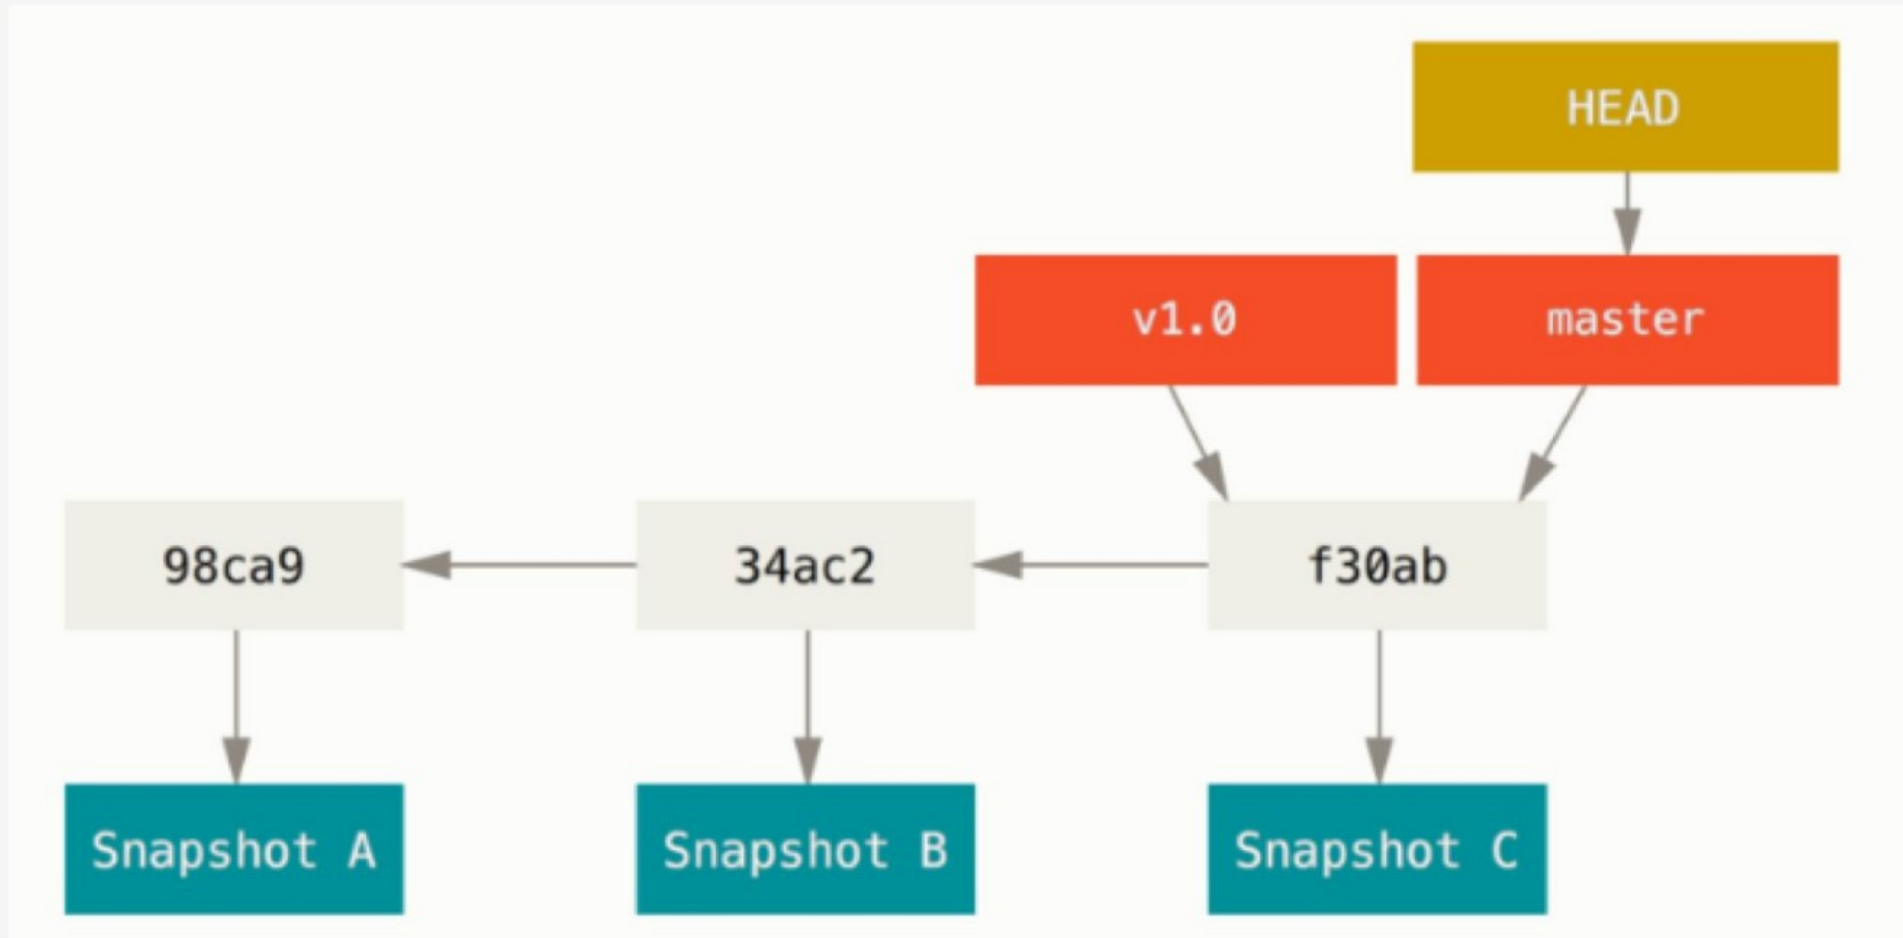 HEAD
v1.0
master
98ca9
34ac2
f30ab
Snapshot A
Snapshot B
Snapshot C